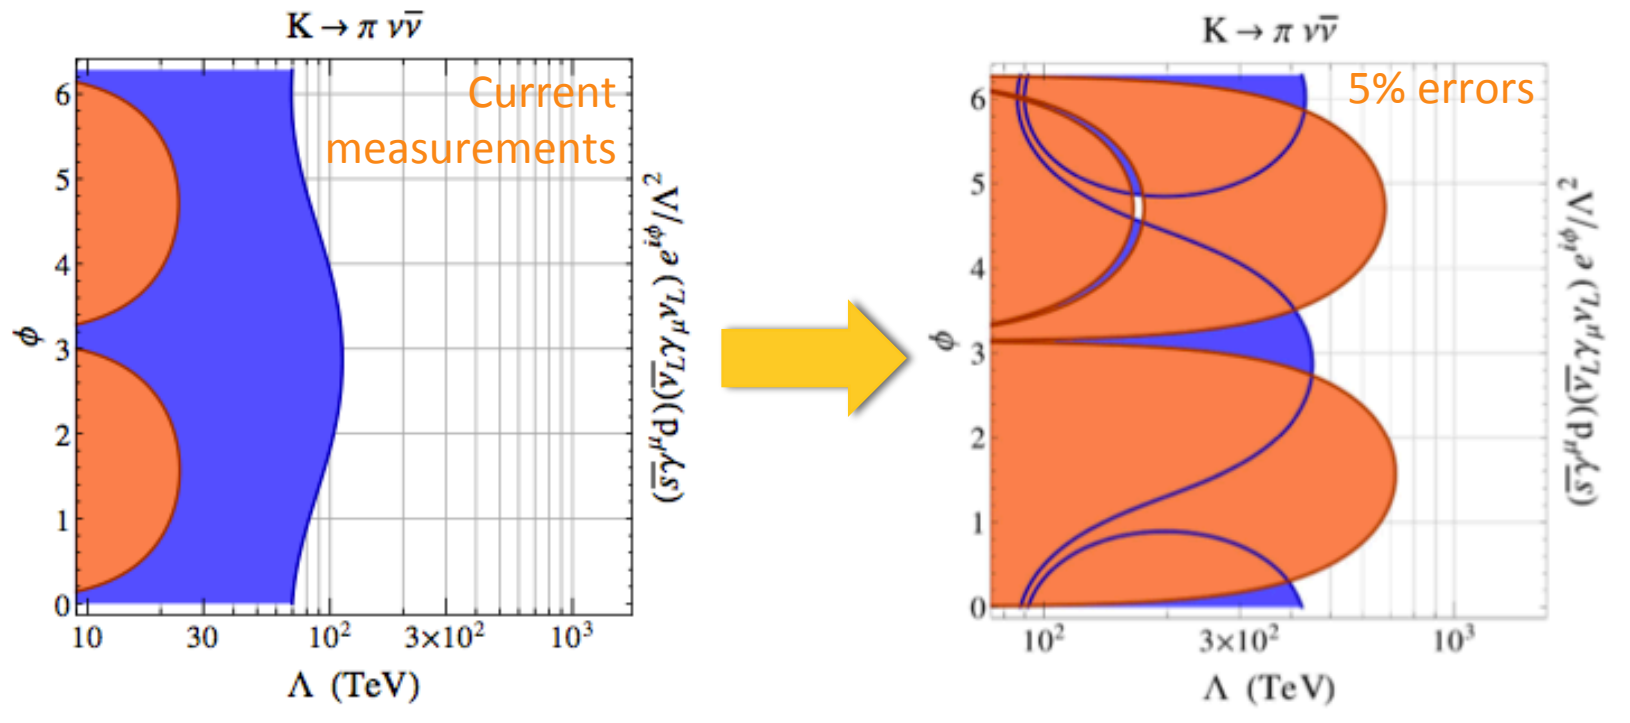 K → π νν̅
Current
measurements
6
5
4
3
2
1
0
ϕ
10
30
10²
3×10²
10³
Λ (TeV)
(s̅γ^μd)(ν̅_Lγ_μν_L) e^{iϕ}/Λ²
K → π νν̅
5% errors
6
5
4
3
2
1
0
ϕ
10²
3×10²
10³
Λ (TeV)
(s̅γ^μd)(ν̅_Lγ_μν_L) e^{iϕ}/Λ²